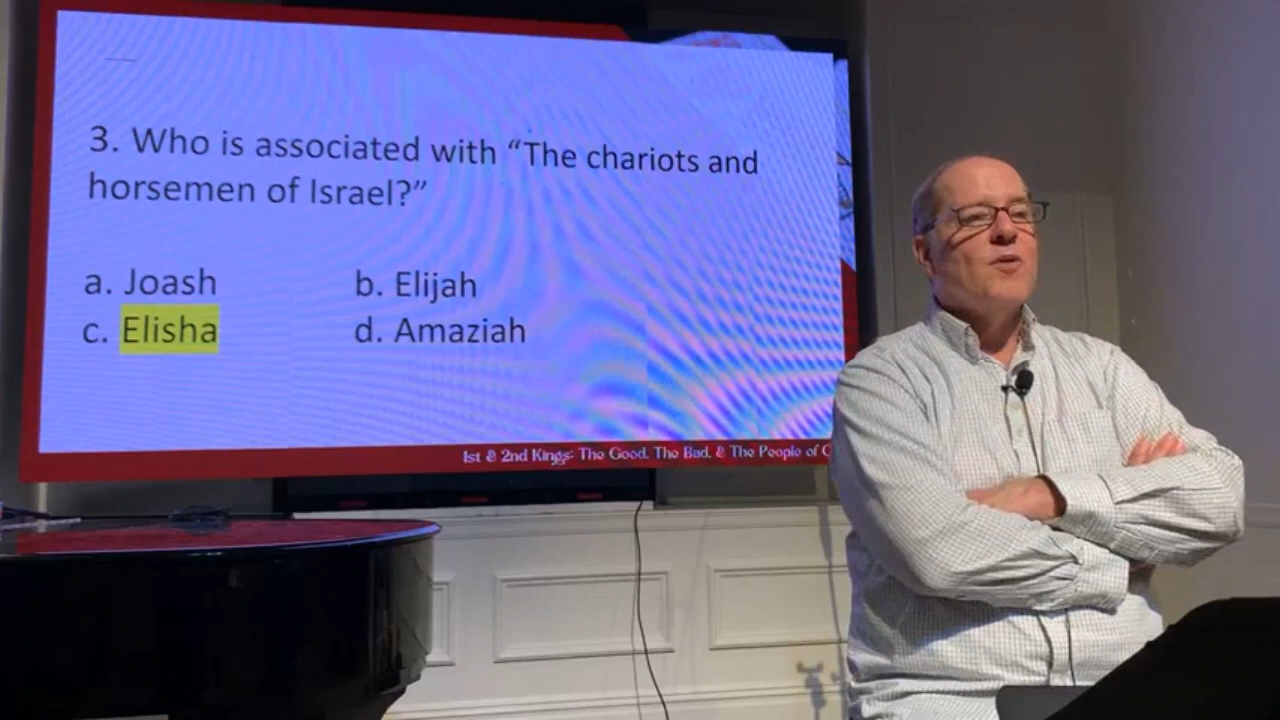 3. Who is associated with “The chariots and
horsemen of Israel?”
a. Joash b. Elijah
c. Elisha d. Amaziah
1st & 2nd Kings: The Good, The Bad, & The People of